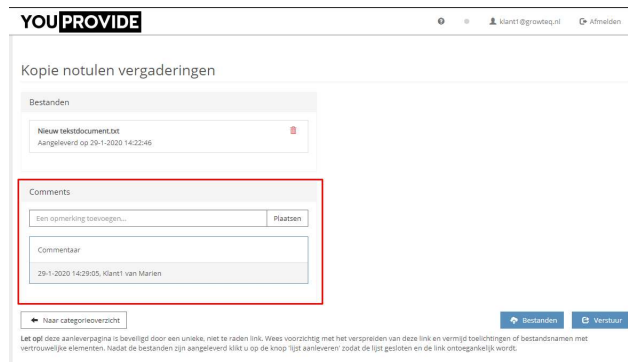 YOUPROVIDE
klant1@growteq.nl Afmelden
Kopie notulen vergaderingen
Bestanden
Nieuw tekstdocument.txt
Aangeleverd op 29-1-2020 14:22:46
Comments
Een opmerking toevoegen... Plaatsen
Commentaar
29-1-2020 14:29:05, Klant1 van Marien
Naar categorieoverzicht Bestanden Verstuur
Let op! deze aanleverpagina is beveiligd door een unieke, niet te raden link. Wees voorzichtig met het verspreiden van deze link en vermijd toelichtingen of bestandsnamen met
vertrouwelijke elementen. Nadat de bestanden zijn aangeleverd klikt u op de knop 'lijst aanleveren' zodat de lijst gesloten en de link ontoegankelijk wordt.